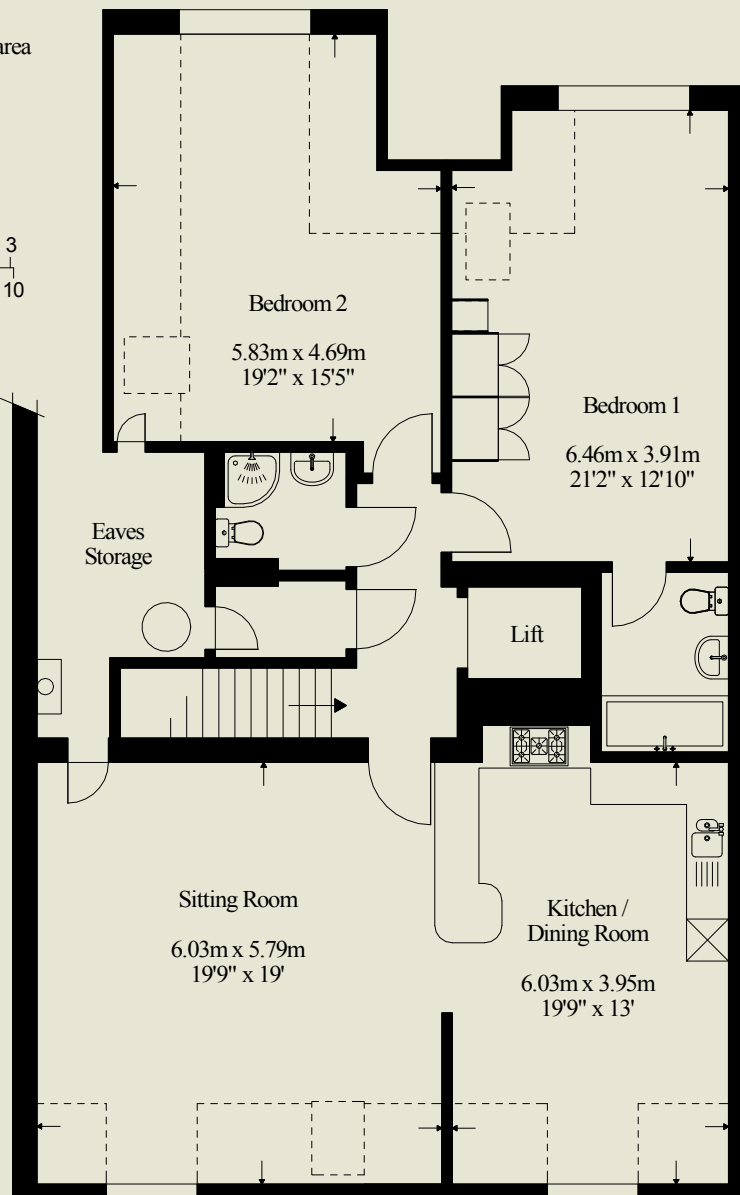 area
3
10
Bedroom 2
5.83m x 4.69m
19'2" x 15'5"
Bedroom 1
6.46m x 3.91m
21'2" x 12'10"
Eaves
Storage
Lift
Sitting Room
6.03m x 5.79m
19'9" x 19'
Kitchen /
Dining Room
6.03m x 3.95m
19'9" x 13'